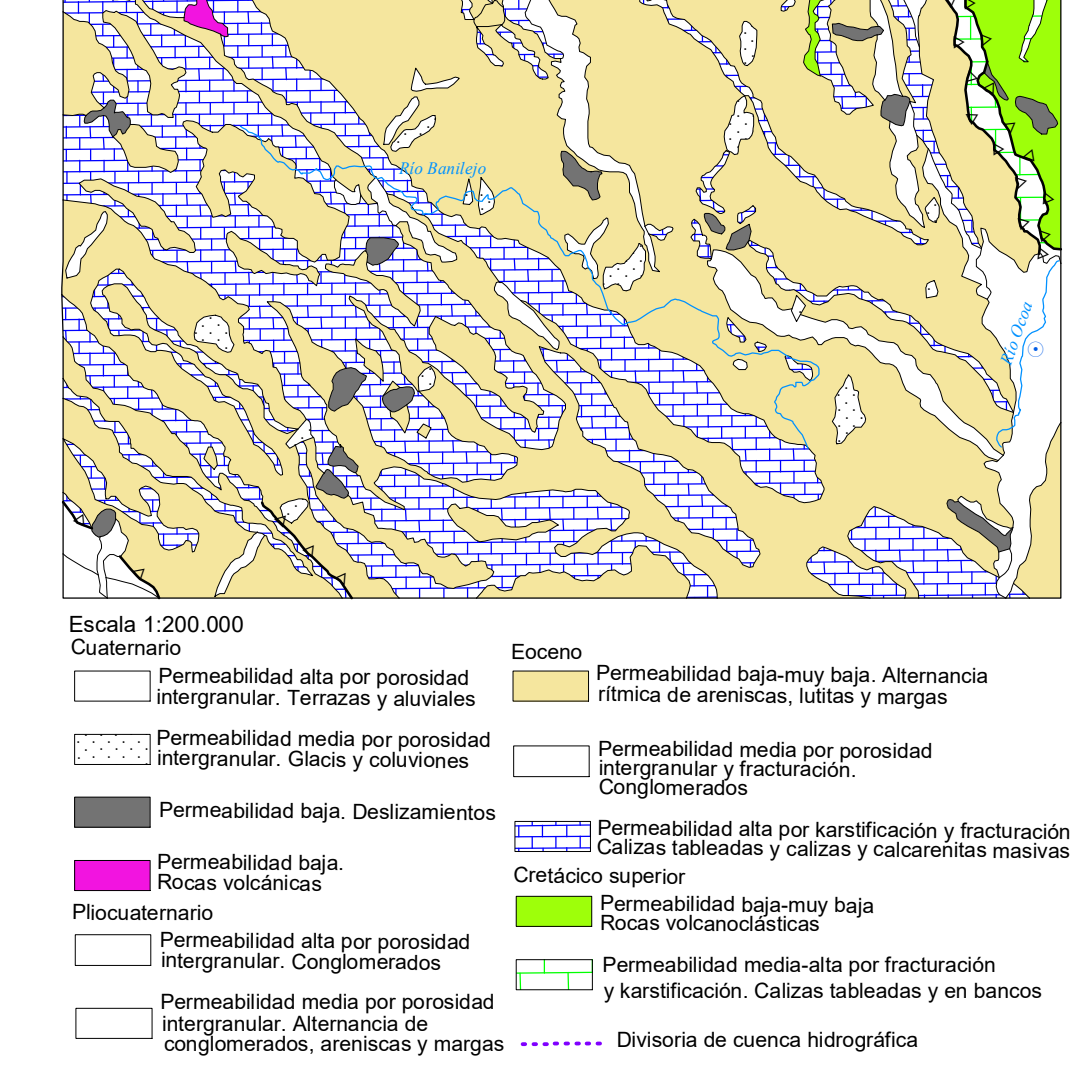 Río Banilejo
Río Ocoa
Escala 1:200.000
Cuaternario
Permeabilidad alta por porosidad
intergranular. Terrazas y aluviales
Permeabilidad media por porosidad
intergranular. Glacis y coluviones
Permeabilidad baja. Deslizamientos
Permeabilidad baja.
Rocas volcánicas
Pliocuaternario
Permeabilidad alta por porosidad
intergranular. Conglomerados
Permeabilidad media por porosidad
intergranular. Alternancia de
conglomerados, areniscas y margas
Eoceno
Permeabilidad baja-muy baja. Alternancia
rítmica de areniscas, lutitas y margas
Permeabilidad media por porosidad
intergranular y fracturación.
Conglomerados
Permeabilidad alta por karstificación y fracturación
Calizas tableadas y calizas y calcarenitas masivas
Cretácico superior
Permeabilidad baja-muy baja
Rocas volcanoclásticas
Permeabilidad media-alta por fracturación
y karstificación. Calizas tableadas y en bancos
Divisoria de cuenca hidrográfica